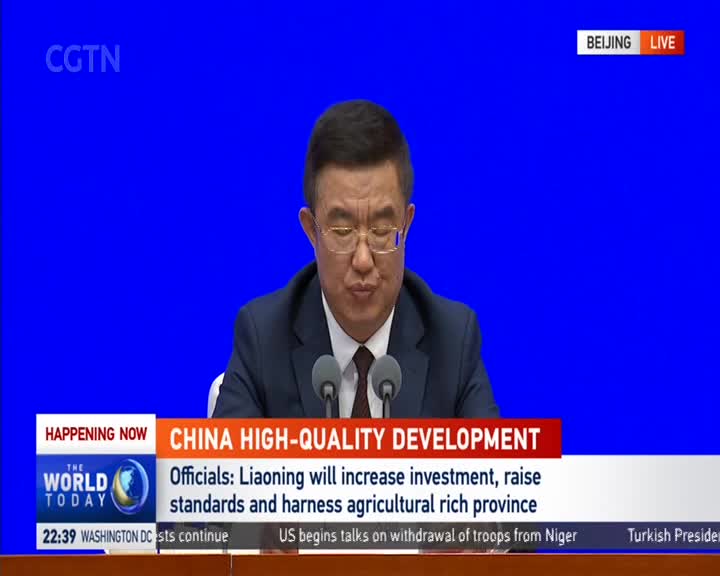 CGTN
BEIJING LIVE
HAPPENING NOW
CHINA HIGH-QUALITY DEVELOPMENT
THE
WORLD
TODAY
Officials: Liaoning will increase investment, raise
standards and harness agricultural rich province
22:39 WASHINGTON DC ests continue US begins talks on withdrawal of troops from Niger Turkish Preside